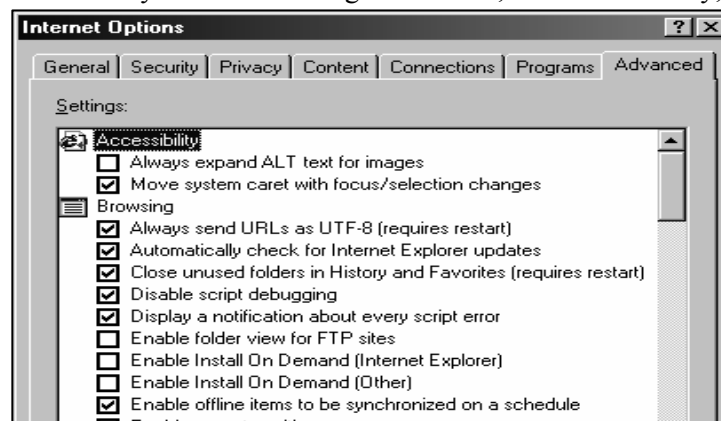 Internet Options
General Security Privacy Content Connections Programs Advanced
Settings:
Accessibility
Always expand ALT text for images
Move system caret with focus/selection changes
Browsing
Always send URLs as UTF-8 (requires restart)
Automatically check for Internet Explorer updates
Close unused folders in History and Favorites (requires restart)
Disable script debugging
Display a notification about every script error
Enable folder view for FTP sites
Enable Install On Demand (Internet Explorer)
Enable Install On Demand (Other)
Enable offline items to be synchronized on a schedule